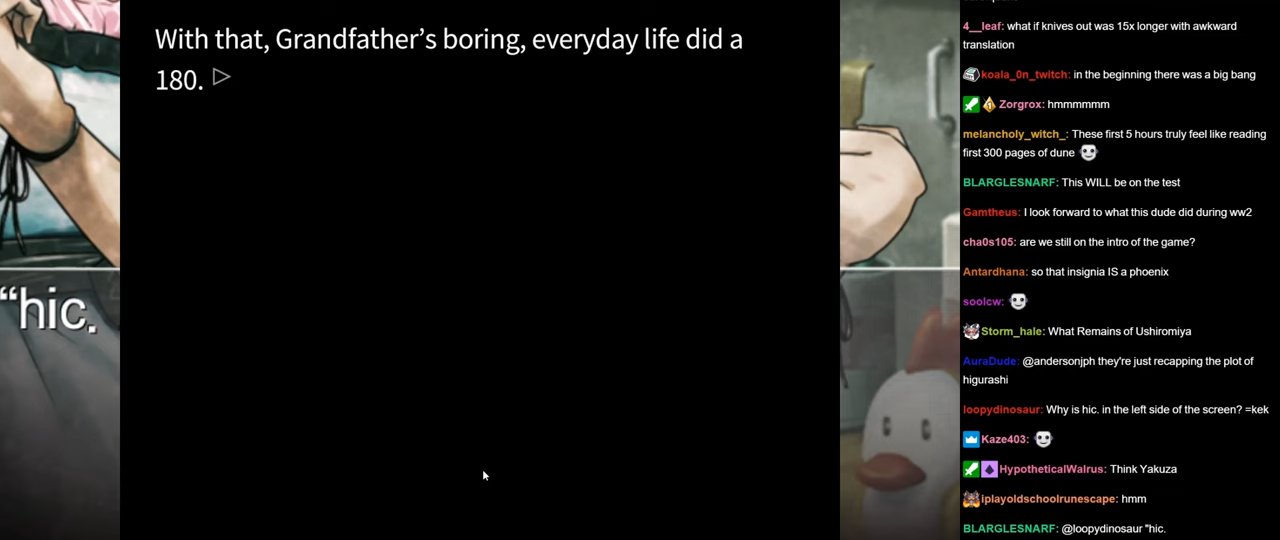 With that, Grandfather's boring, everyday life did a
180.
"hic.
4__leaf: what if knives out was 15x longer with awkward
translation
koala_0n_twitch: in the beginning there was a big bang
Zorgrox: hmmmmmm
melancholy_witch_: These first 5 hours truly feel like reading
first 300 pages of dune
BLARGLESNARF: This WILL be on the test
Gamtheus: I look forward to what this dude did during ww2
cha0s105: are we still on the intro of the game?
Antardhana: so that insignia IS a phoenix
soolcw:
Storm_hale: What Remains of Ushiromiya
AuraDude: @andersonjph they're just recapping the plot of
higurashi
loopydinosaur: Why is hic. in the left side of the screen? =kek
Kaze403:
HypotheticalWalrus: Think Yakuza
iplayoldschoolrunescape: hmm
BLARGLESNARF: @loopydinosaur "hic.